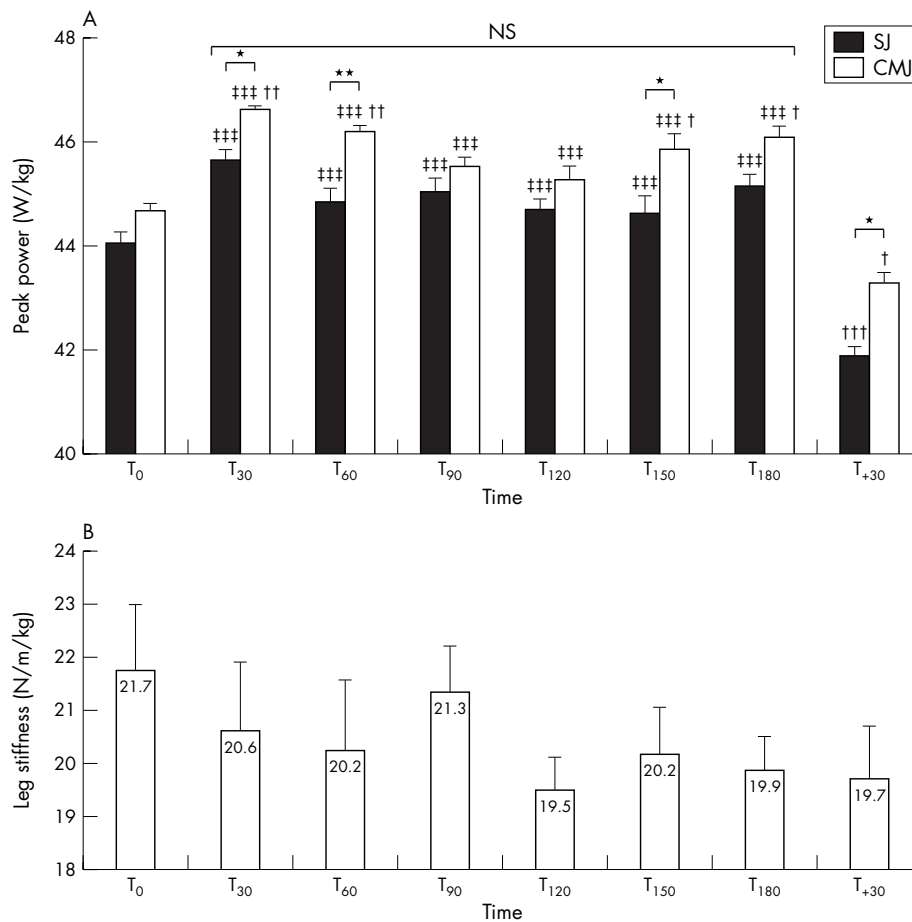 A
48
46
44
42
40
Peak power (W/kg)
NS
SJ
CMJ
★ ★★ ★ ★
‡‡‡ ‡‡‡ ††
‡‡‡ ‡‡‡ ††
‡‡‡ ‡‡‡
‡‡‡ ‡‡‡
‡‡‡ ‡‡‡ †
‡‡‡ ‡‡‡ †
††† †
T₀ T₃₀ T₆₀ T₉₀ T₁₂₀ T₁₅₀ T₁₈₀ T₊₃₀
Time
B
24
23
22
21
20
19
18
Leg stiffness (N/m/kg)
21.7 20.6 20.2 21.3 19.5 20.2 19.9 19.7
T₀ T₃₀ T₆₀ T₉₀ T₁₂₀ T₁₅₀ T₁₈₀ T₊₃₀
Time